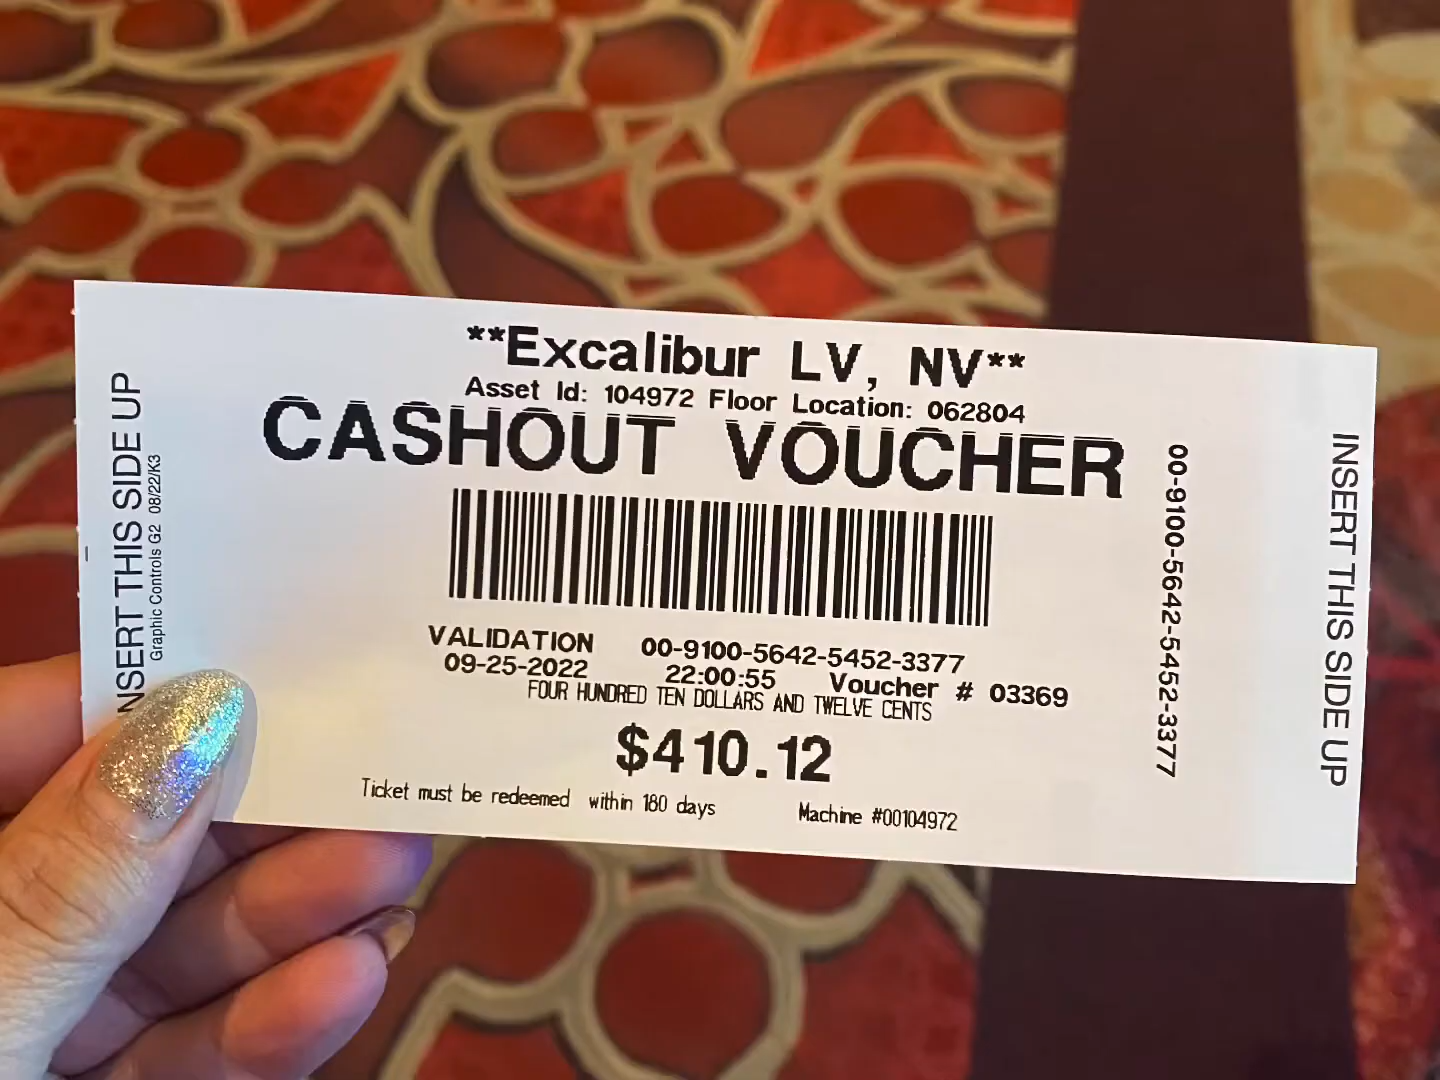 **Excalibur LV, NV**
Asset Id: 104972 Floor Location: 062804
CASHOUT VOUCHER
VALIDATION 00-9100-5642-5452-3377
09-25-2022 22:00:55 Voucher # 03369
FOUR HUNDRED TEN DOLLARS AND TWELVE CENTS
$410.12
Ticket must be redeemed within 180 days Machine #00104972
INSERT THIS SIDE UP
Graphic Controls G2 08/22/K3
00-9100-5642-5452-3377
INSERT THIS SIDE UP